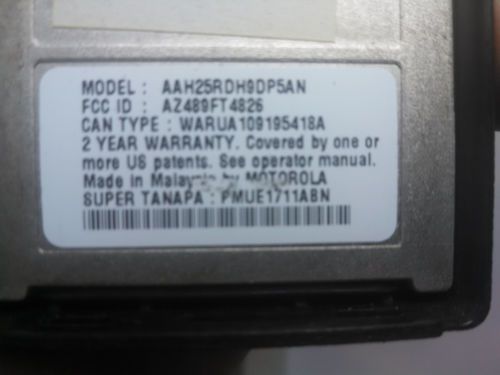 MODEL : AAH25RDH9DP5AN
FCC ID : AZ489FT4826
CAN TYPE : WARUA109195418A
2 YEAR WARRANTY. Covered by one or
more US patents. See operator manual.
Made in Malaysia by MOTOROLA
SUPER TANAPA : PMUE1711ABN